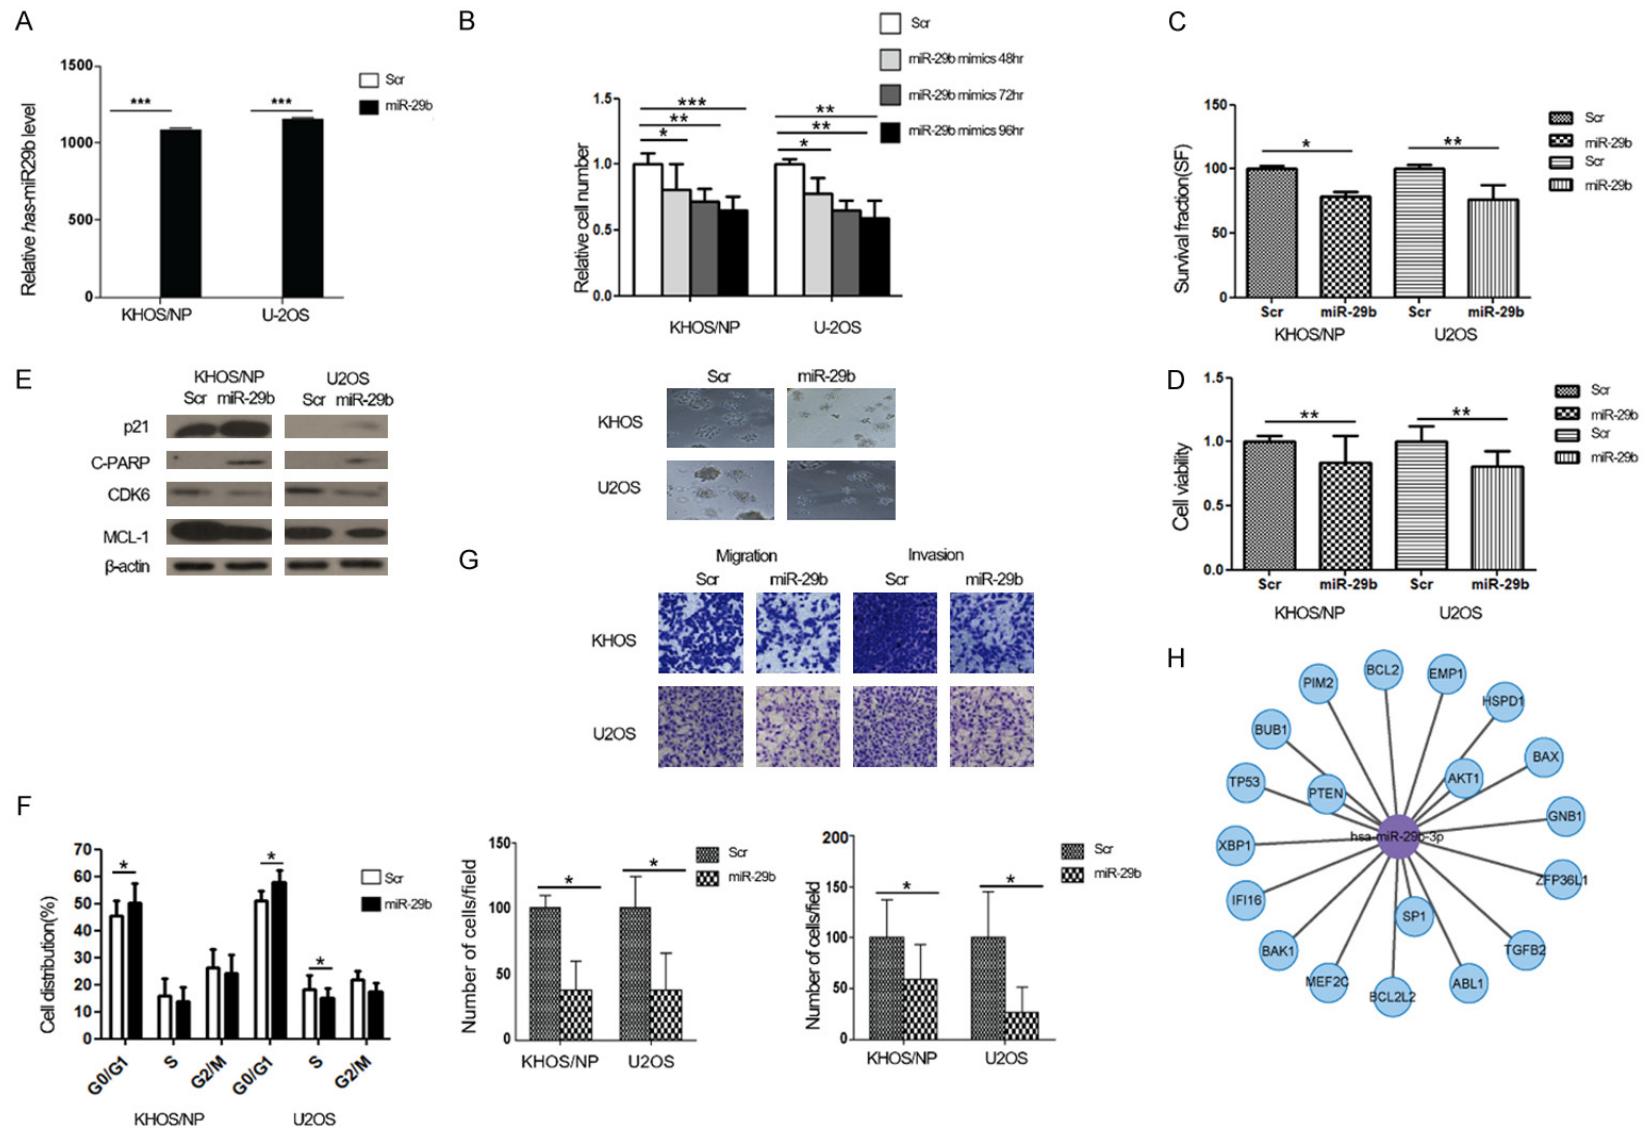 A
1500
1000
500
0
Relative has-miR29b level
***
***
Scr
miR-29b
KHOS/NP
U-2OS
B
Scr
miR-29b mimics 48hr
miR-29b mimics 72hr
miR-29b mimics 96hr
1.5
1.0
0.5
0.0
Relative cell number
***
**
*
**
**
*
KHOS/NP
U-2OS
C
150
100
50
0
Survival fraction(SF)
*
**
Scr
miR-29b
Scr
miR-29b
Scr
miR-29b
Scr
miR-29b
KHOS/NP
U2OS
E
KHOS/NP
U2OS
Scr miR-29b
Scr miR-29b
p21
C-PARP
CDK6
MCL-1
β-actin
Scr
miR-29b
KHOS
U2OS
D
1.5
1.0
0.5
0.0
Cell viability
**
**
Scr
miR-29b
Scr
miR-29b
Scr
miR-29b
Scr
miR-29b
KHOS/NP
U2OS
G
Migration
Invasion
Scr
miR-29b
Scr
miR-29b
KHOS
U2OS
H
PIM2
BCL2
EMP1
HSPD1
BUB1
BAX
TP53
PTEN
AKT1
GNB1
hsa-miR-29b-3p
XBP1
ZFP36L1
IFI16
SP1
BAK1
TGFB2
MEF2C
BCL2L2
ABL1
F
70
60
50
40
30
20
10
0
Cell distribution(%)
*
*
*
Scr
miR-29b
G0/G1
S
G2/M
G0/G1
S
G2/M
KHOS/NP
U2OS
150
100
50
0
Number of cells/field
*
*
Scr
miR-29b
KHOS/NP
U2OS
200
150
100
50
0
Number of cells/field
*
*
Scr
miR-29b
KHOS/NP
U2OS